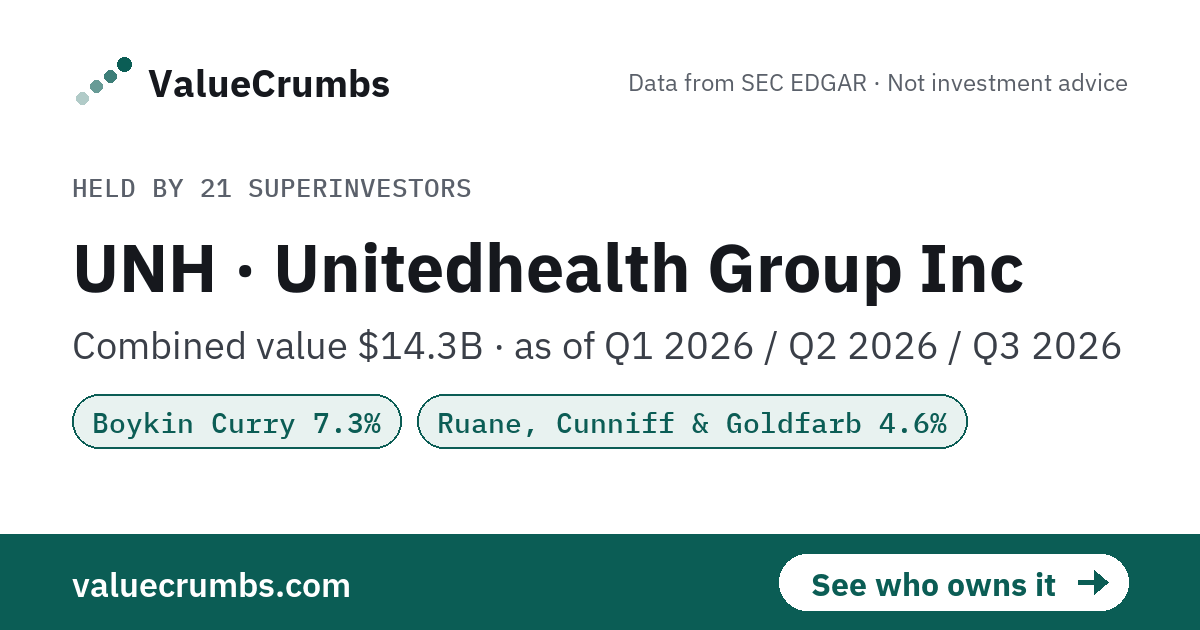 ValueCrumbs
Data from SEC EDGAR · Not investment advice
HELD BY 21 SUPERINVESTORS
UNH · Unitedhealth Group Inc
Combined value $14.3B · as of Q1 2026 / Q2 2026 / Q3 2026
Boykin Curry 7.3%
Ruane, Cunniff & Goldfarb 4.6%
valuecrumbs.com
See who owns it →